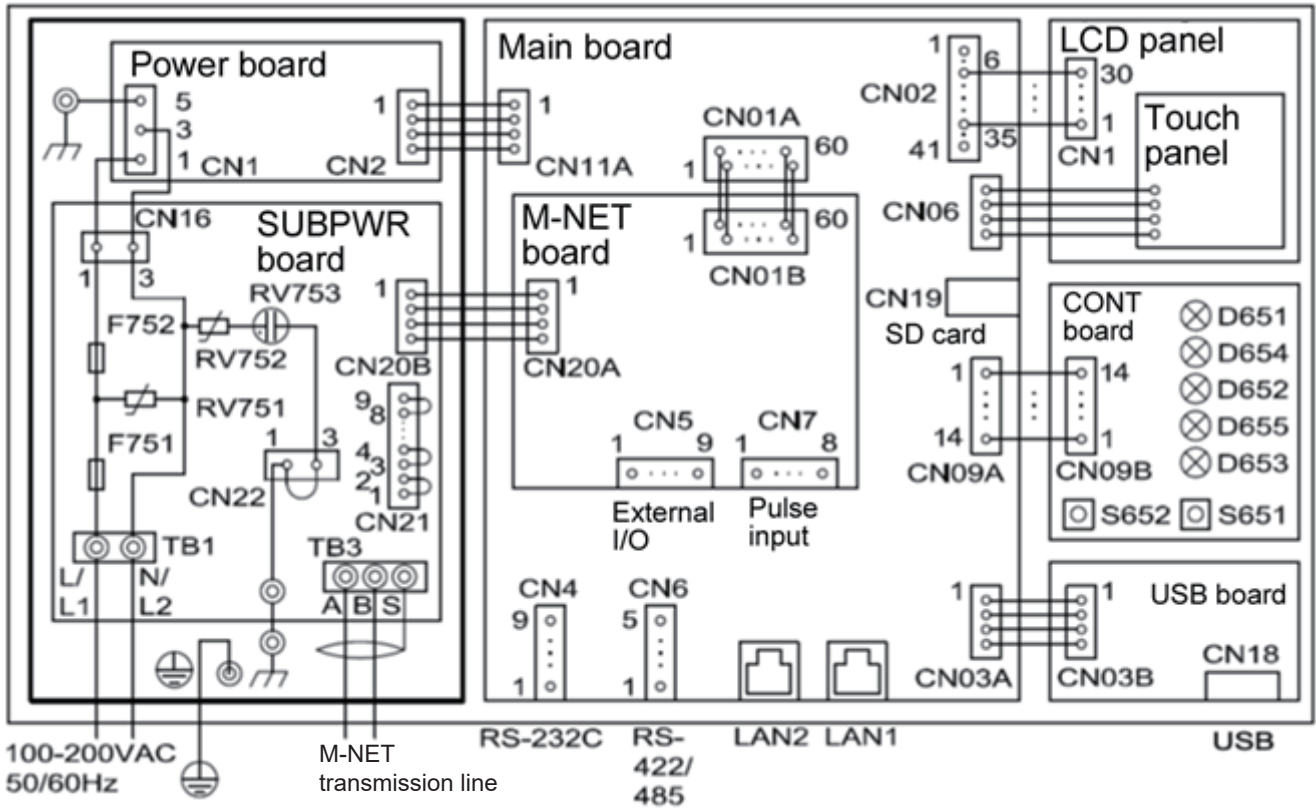 Power board
5
3
1
CN1
1
CN2
CN16
1
3
SUBPWR
board
RV753
F752
RV752
RV751
F751
1
CN20B
9
8
4
3
2
1
CN21
1
3
CN22
TB1
L/
L1
N/
L2
TB3
A B S
100-200VAC
50/60Hz
M-NET
transmission line
Main board
1
CN11A
CN01A
1
60
M-NET
board
60
1
CN01B
1
CN20A
CN5
1
9
External
I/O
CN7
1
8
Pulse
input
CN4
9
1
RS-232C
CN6
5
1
RS-
422/
485
LAN2
LAN1
1
6
CN02
35
41
CN06
CN19
SD card
1
14
CN09A
1
CN03A
LCD panel
30
1
CN1
Touch
panel
CONT
board
14
1
CN09B
D651
D654
D652
D655
D653
S652
S651
1
USB board
CN03B
CN18
USB